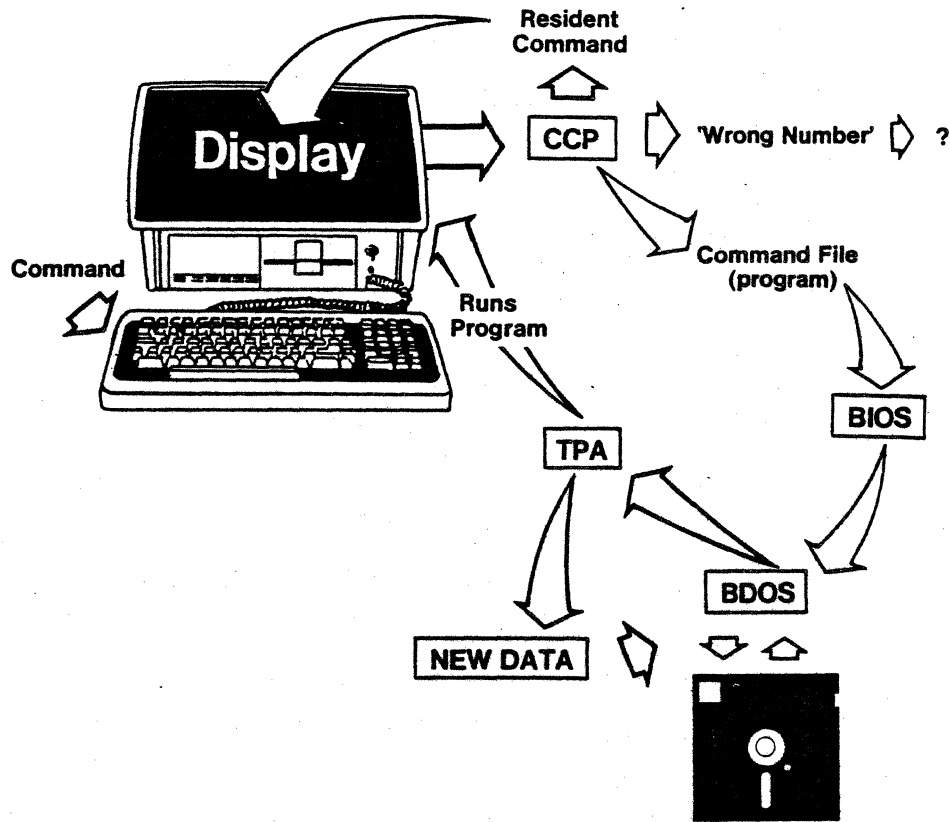 Resident
Command
Display
CCP
'Wrong Number'
?
Command
Command File
(program)
Runs
Program
BIOS
TPA
BDOS
NEW DATA